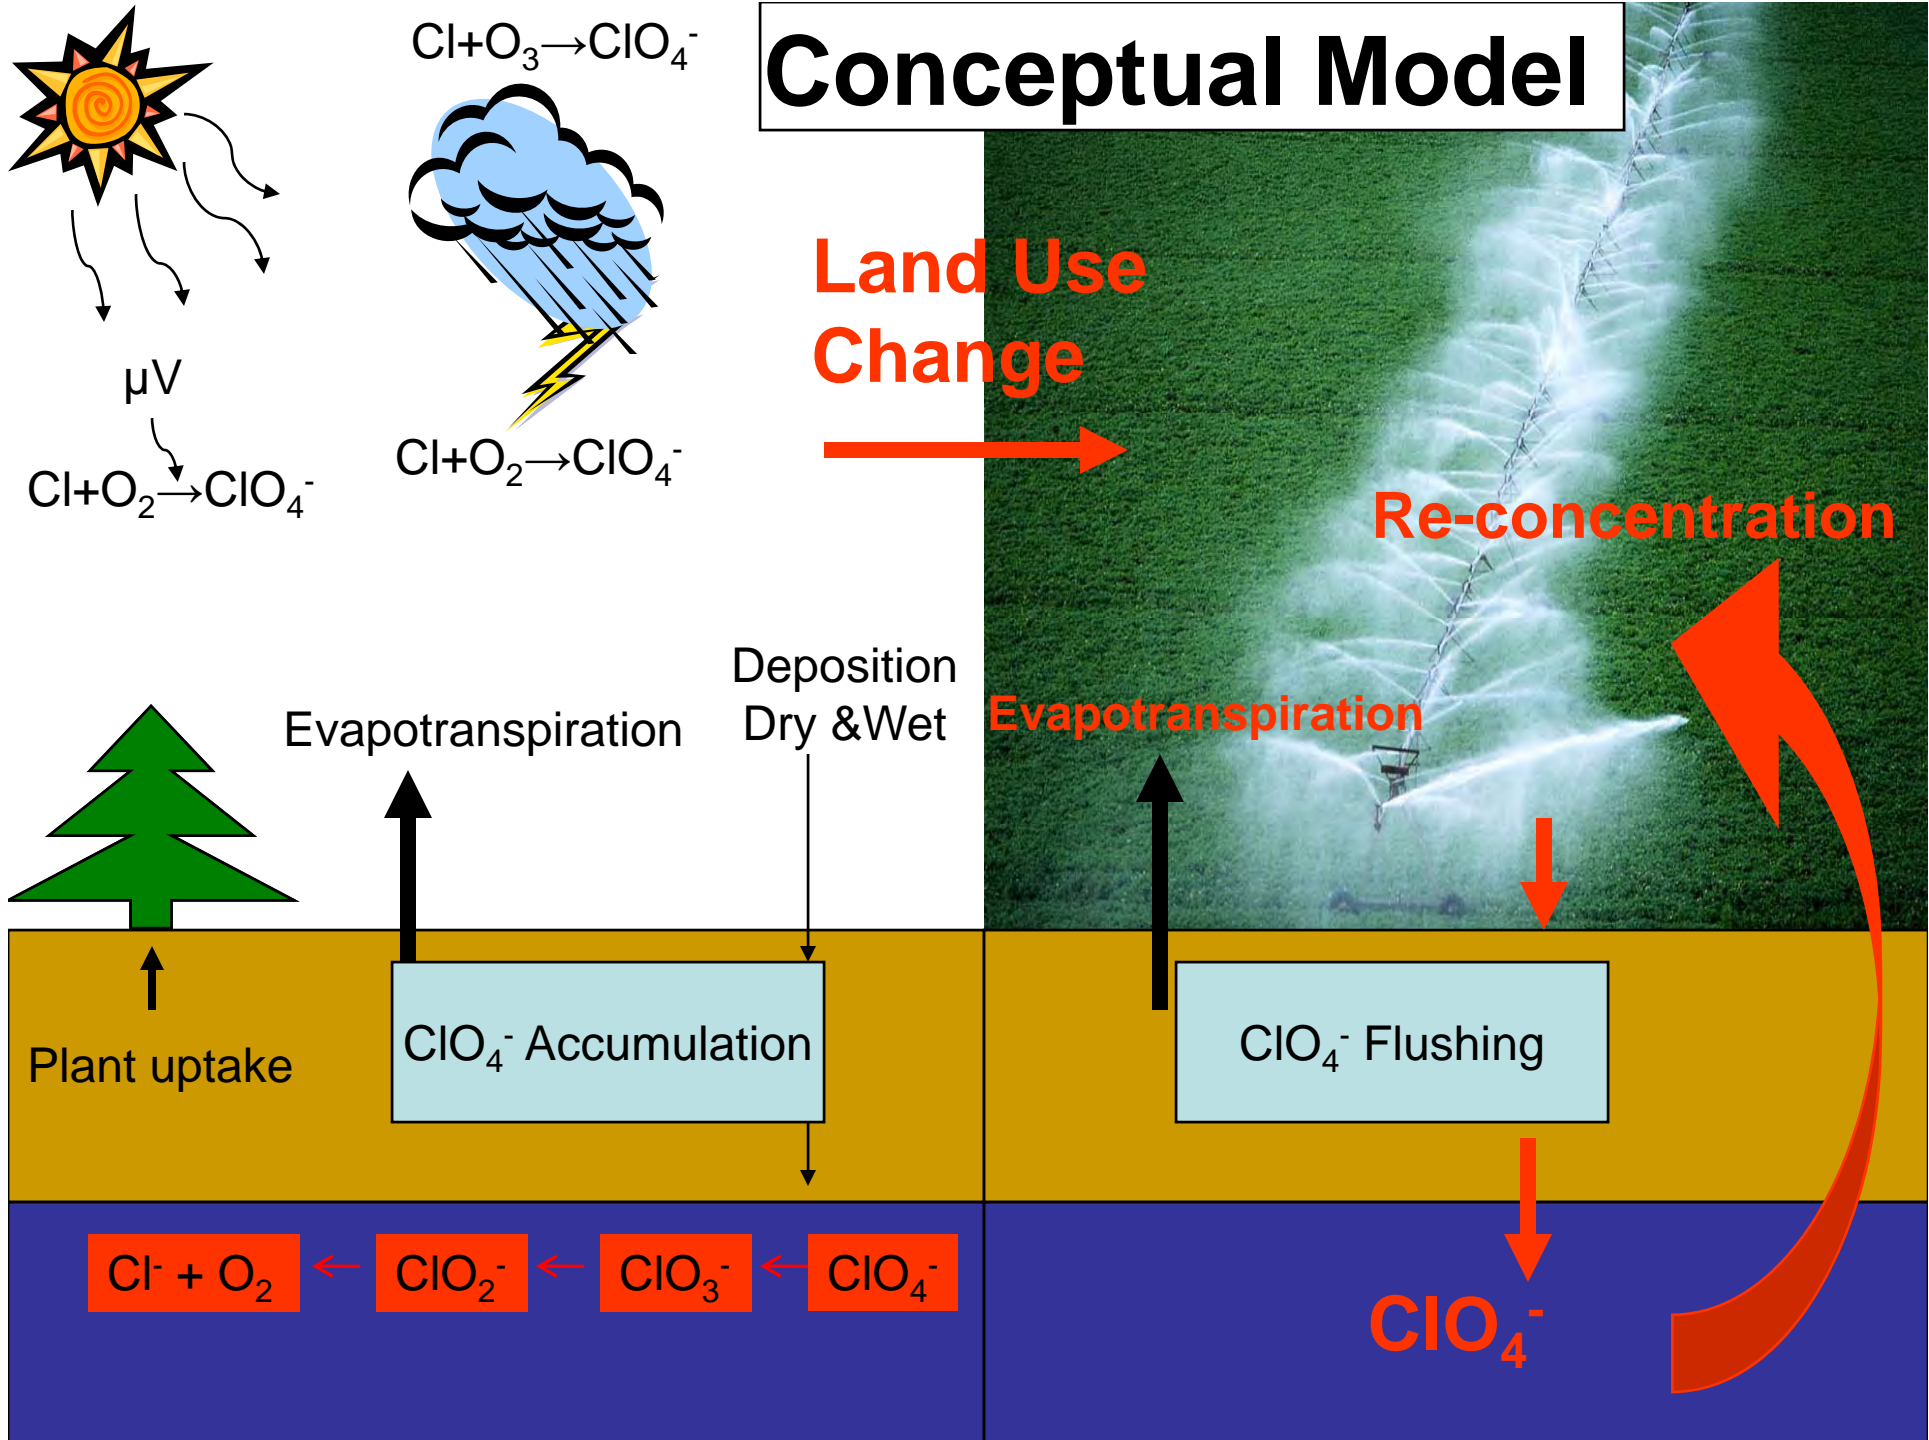 Cl+O₃→ClO₄⁻
Conceptual Model
Land Use
Change
µV
Cl+O₂→ClO₄⁻
Cl+O₂→ClO₄⁻
Re-concentration
Deposition
Dry &Wet
Evapotranspiration
Evapotranspiration
Plant uptake
ClO₄⁻ Accumulation
ClO₄⁻ Flushing
Cl⁻ + O₂
ClO₂⁻
ClO₃⁻
ClO₄⁻
ClO₄⁻